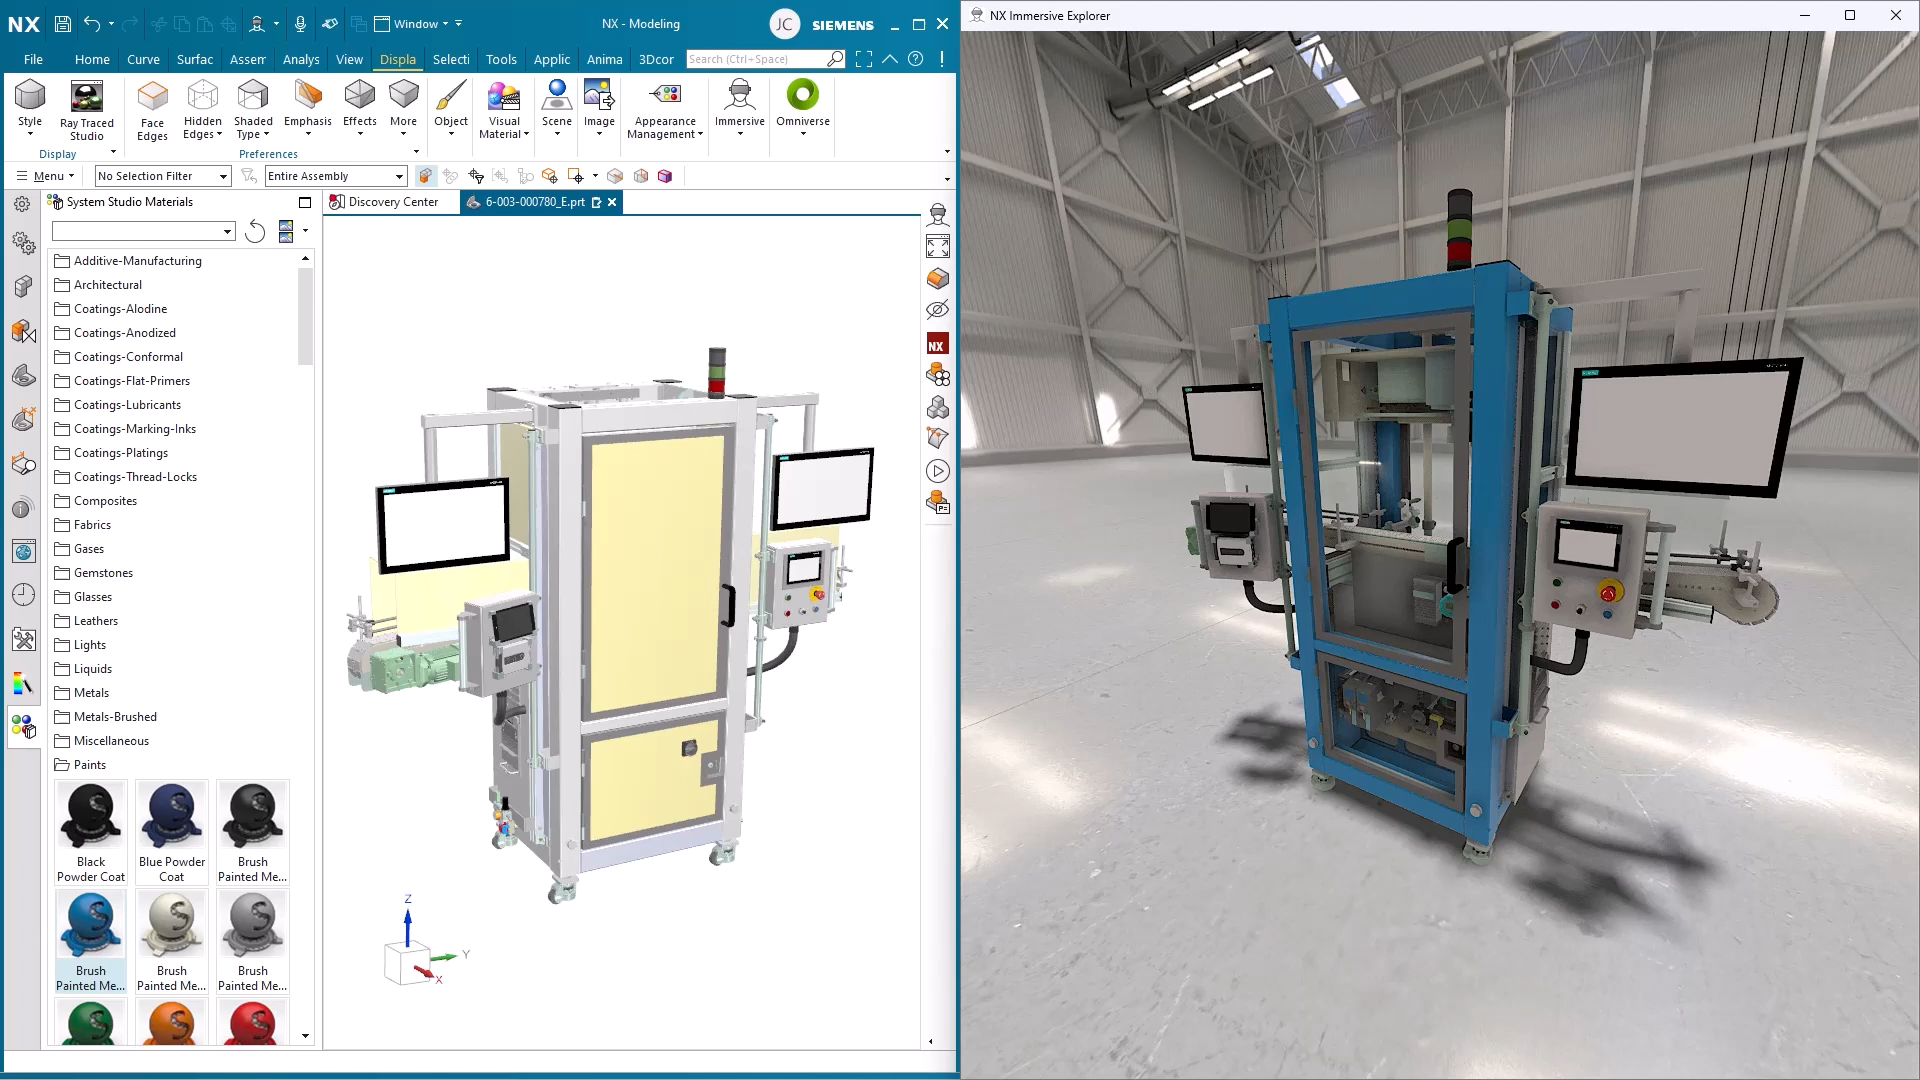 NX
Window
NX - Modeling
JC
SIEMENS
NX Immersive Explorer
File
Home
Curve
Surfac
Assem
Analys
View
Displa
Selecti
Tools
Applic
Anima
3Dcor
Search (Ctrl+Space)
Style
Ray Traced
Studio
Face
Edges
Hidden
Edges
Shaded
Type
Emphasis
Effects
More
Object
Visual
Material
Scene
Image
Appearance
Management
Immersive
Omniverse
Display
Preferences
Menu
No Selection Filter
Entire Assembly
System Studio Materials
Discovery Center
6-003-000780_E.prt
Additive-Manufacturing
Architectural
Coatings-Alodine
Coatings-Anodized
Coatings-Conformal
Coatings-Flat-Primers
Coatings-Lubricants
Coatings-Marking-Inks
Coatings-Platings
Coatings-Thread-Locks
Composites
Fabrics
Gases
Gemstones
Glasses
Leathers
Lights
Liquids
Metals
Metals-Brushed
Miscellaneous
Paints
Black
Powder Coat
Blue Powder
Coat
Brush
Painted Me...
Brush
Painted Me...
Brush
Painted Me...
Brush
Painted Me...
NX
Z
Y
X